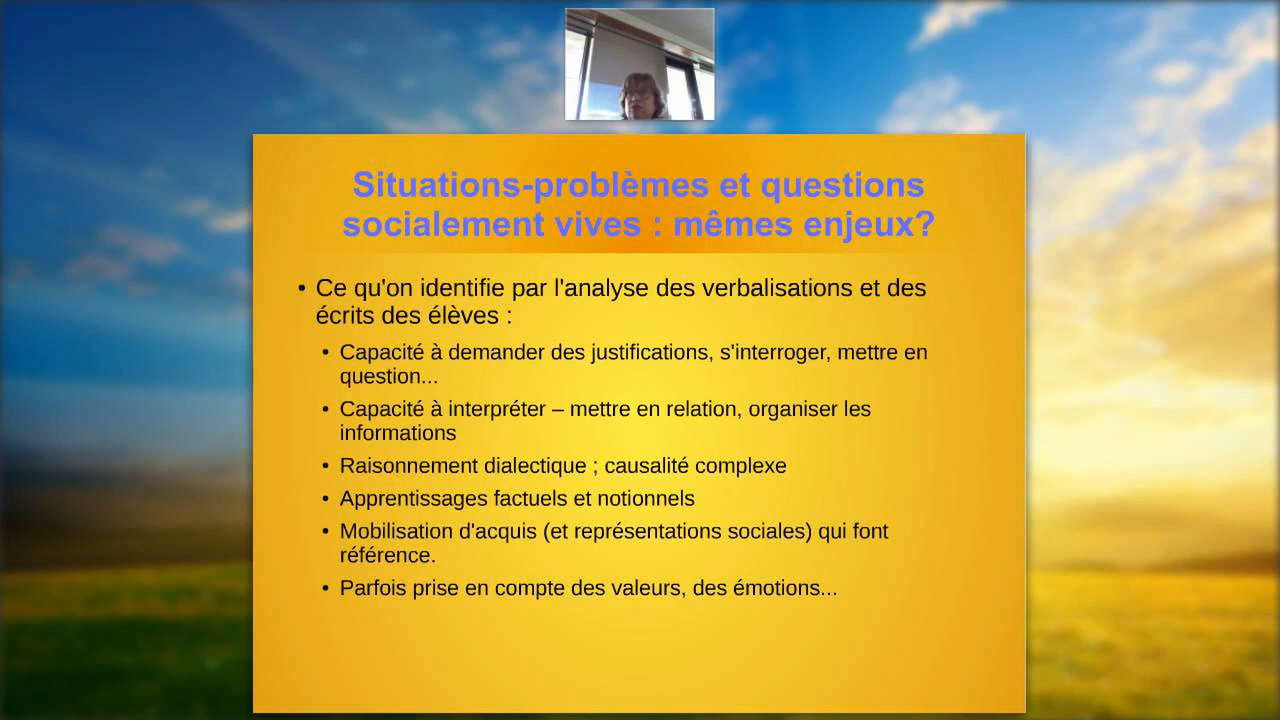 Situations-problèmes et questions
socialement vives : mêmes enjeux?
• Ce qu'on identifie par l'analyse des verbalisations et des
écrits des élèves :
• Capacité à demander des justifications, s'interroger, mettre en
question...
• Capacité à interpréter – mettre en relation, organiser les
informations
• Raisonnement dialectique ; causalité complexe
• Apprentissages factuels et notionnels
• Mobilisation d'acquis (et représentations sociales) qui font
référence.
• Parfois prise en compte des valeurs, des émotions...